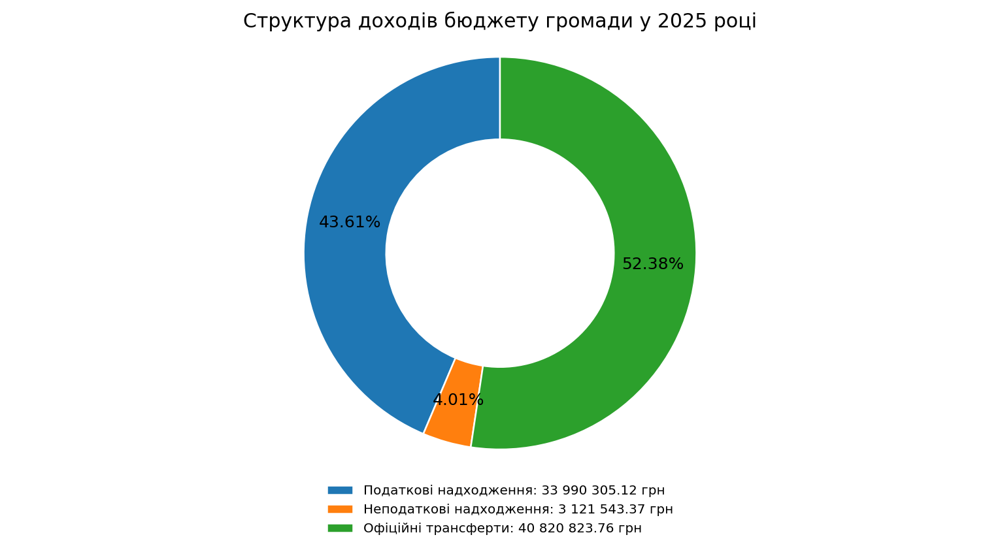 Структура доходів бюджету громади у 2025 році
43.61%
52.38%
4.01%
Податкові надходження: 33 990 305.12 грн
Неподаткові надходження: 3 121 543.37 грн
Офіційні трансферти: 40 820 823.76 грн